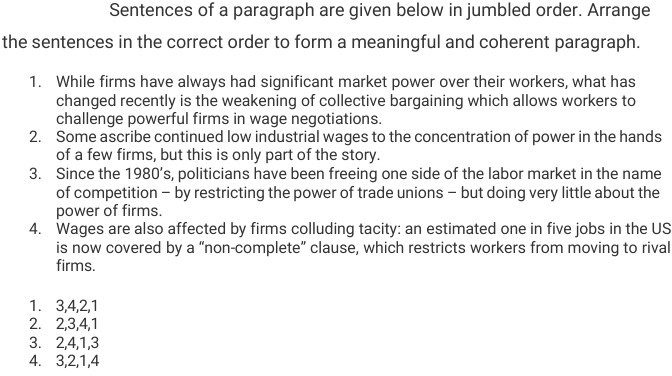 Sentences of a paragraph are given below in jumbled order. Arrange
the sentences in the correct order to form a meaningful and coherent paragraph.
1. While firms have always had significant market power over their workers, what has
changed recently is the weakening of collective bargaining which allows workers to
challenge powerful firms in wage negotiations.
2. Some ascribe continued low industrial wages to the concentration of power in the hands
of a few firms, but this is only part of the story.
3. Since the 1980’s, politicians have been freeing one side of the labor market in the name
of competition – by restricting the power of trade unions – but doing very little about the
power of firms.
4. Wages are also affected by firms colluding tacity: an estimated one in five jobs in the US
is now covered by a “non-complete” clause, which restricts workers from moving to rival
firms.
1. 3,4,2,1
2. 2,3,4,1
3. 2,4,1,3
4. 3,2,1,4